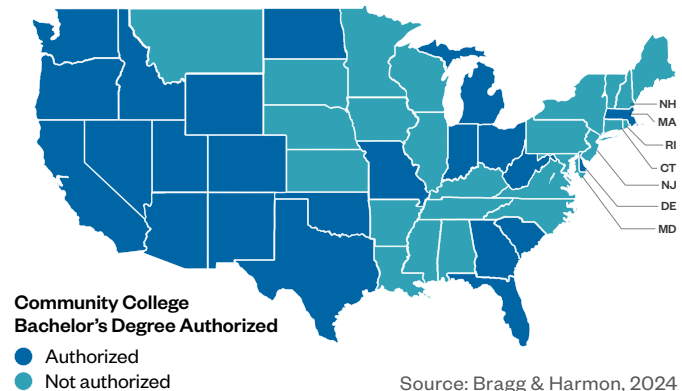 NH
MA
RI
CT
NJ
DE
MD
Community College
Bachelor's Degree Authorized
Authorized
Not authorized
Source: Bragg & Harmon, 2024